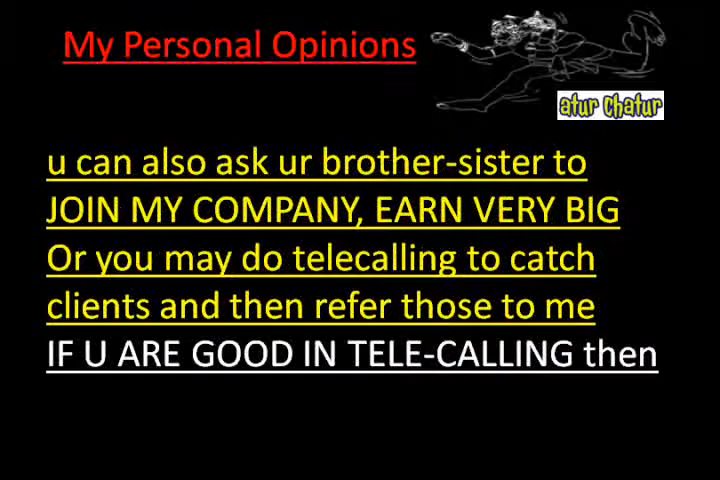 My Personal Opinions
atur chatur
u can also ask ur brother-sister to
JOIN MY COMPANY, EARN VERY BIG
Or you may do telecalling to catch
clients and then refer those to me
IF U ARE GOOD IN TELE-CALLING then